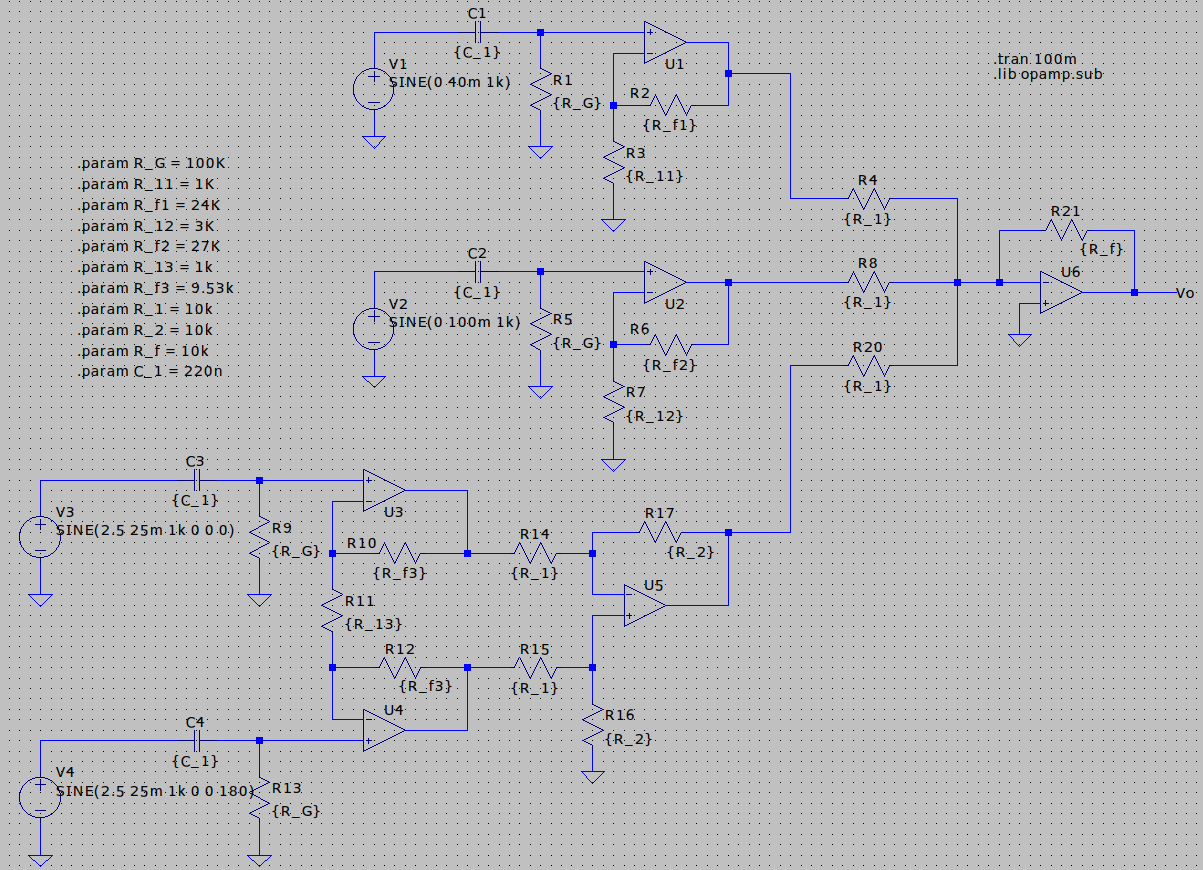 C1
{C_1}
V1
SINE(0 40m 1k)
R1
{R_G}
+
−
U1
R2
{R_f1}
R3
{R_11}
.tran 100m
.lib opamp.sub
.param R_G = 100K
.param R_11 = 1K
.param R_f1 = 24K
.param R_12 = 3K
.param R_f2 = 27K
.param R_13 = 1k
.param R_f3 = 9.53k
.param R_1 = 10k
.param R_2 = 10k
.param R_f = 10k
.param C_1 = 220n
R4
{R_1}
C2
{C_1}
V2
SINE(0 100m 1k)
R5
{R_G}
+
−
U2
R6
{R_f2}
R7
{R_12}
R8
{R_1}
R21
{R_f}
U6
−
+
Vo
R20
{R_1}
C3
{C_1}
V3
SINE(2.5 25m 1k 0 0 0)
R9
{R_G}
+
−
U3
R10
{R_f3}
R14
{R_1}
R17
{R_2}
U5
−
+
R11
{R_13}
R12
{R_f3}
R15
{R_1}
R16
{R_2}
C4
{C_1}
U4
−
+
V4
SINE(2.5 25m 1k 0 0 180)
R13
{R_G}